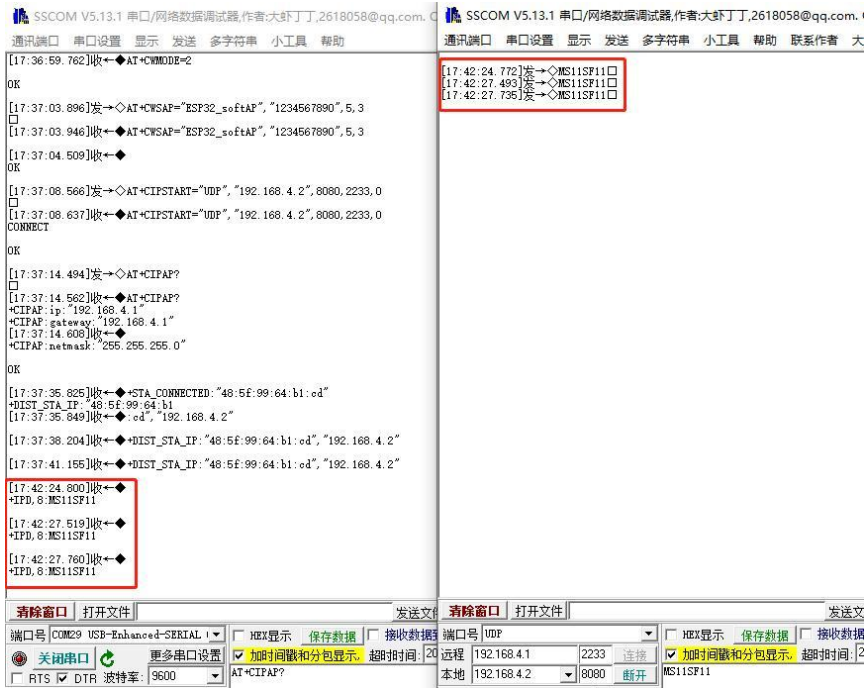 SSCOM V5.13.1 串口/网络数据调试器,作者:大虾丁丁,2618058@qq.com.
通讯端口 串口设置 显示 发送 多字符串 小工具 帮助
[17:36:59.762]收←◆AT+CWMODE=2
OK
[17:37:03.896]发→◇AT+CWSAP="ESP32_softAP","1234567890",5,3
□
[17:37:03.946]收←◆AT+CWSAP="ESP32_softAP","1234567890",5,3
[17:37:04.509]收←◆
OK
[17:37:08.566]发→◇AT+CIPSTART="UDP","192.168.4.2",8080,2233,0
□
[17:37:08.637]收←◆AT+CIPSTART="UDP","192.168.4.2",8080,2233,0
CONNECT
OK
[17:37:14.494]发→◇AT+CIPAP?
□
[17:37:14.562]收←◆AT+CIPAP?
+CIPAP:ip:"192.168.4.1"
+CIPAP:gateway:"192.168.4.1"
[17:37:14.608]收←◆
+CIPAP:netmask:"255.255.255.0"
OK
[17:37:35.825]收←◆+STA_CONNECTED:"48:5f:99:64:b1:cd"
+DIST_STA_IP:"48:5f:99:64:b1
[17:37:35.849]收←◆:cd","192.168.4.2"
[17:37:38.204]收←◆+DIST_STA_IP:"48:5f:99:64:b1:cd","192.168.4.2"
[17:37:41.155]收←◆+DIST_STA_IP:"48:5f:99:64:b1:cd","192.168.4.2"
[17:42:24.800]收←◆
+IPD,8:MS11SF11
[17:42:27.519]收←◆
+IPD,8:MS11SF11
[17:42:27.760]收←◆
+IPD,8:MS11SF11
清除窗口 打开文件 发送文
端口号 COM29 USB-Enhanced-SERIAL HEX显示 保存数据 接收数据
关闭串口 更多串口设置 加时间戳和分包显示, 超时时间: 20
RTS DTR 波特率: 9600 AT+CIPAP?
SSCOM V5.13.1 串口/网络数据调试器,作者:大虾丁丁,2618058@qq.com.
通讯端口 串口设置 显示 发送 多字符串 小工具 帮助 联系作者 大
[17:42:24.772]发→◇MS11SF11□
[17:42:27.493]发→◇MS11SF11□
[17:42:27.735]发→◇MS11SF11□
清除窗口 打开文件 发送文
端口号 UDP HEX显示 保存数据 接收数据
远程 192.168.4.1 2233 连接 加时间戳和分包显示, 超时时间: 2
本地 192.168.4.2 8080 断开 MS11SF11